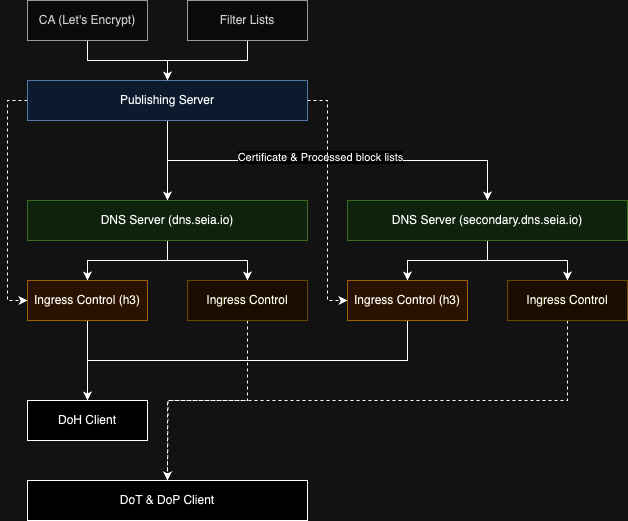 CA (Let's Encrypt)
Filter Lists
Publishing Server
Certificate & Processed block lists
DNS Server (dns.seia.io)
DNS Server (secondary.dns.seia.io)
Ingress Control (h3)
Ingress Control
Ingress Control (h3)
Ingress Control
DoH Client
DoT & DoP Client